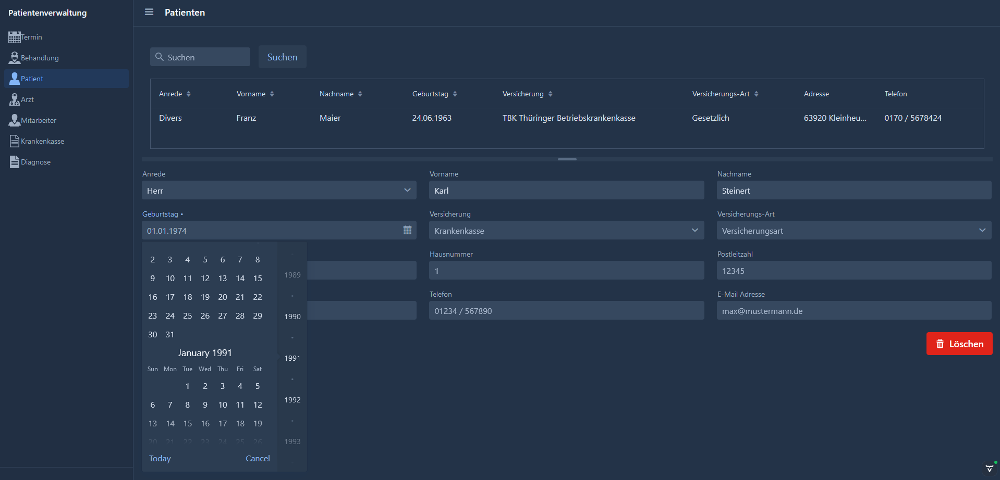 Patientenverwaltung
Patienten
Termin
Behandlung
Patient
Arzt
Mitarbeiter
Krankenkasse
Diagnose
Suchen
Suchen
Anrede Vorname Nachname Geburtstag Versicherung Versicherungs-Art Adresse Telefon
Divers Franz Maier 24.06.1963 TBK Thüringer Betriebskrankenkasse Gesetzlich 63920 Kleinheu... 0170 / 5678424
Anrede Vorname Nachname
Herr Karl Steinert
Geburtstag • Versicherung Versicherungs-Art
01.01.1974 Krankenkasse Versicherungsart
Hausnummer Postleitzahl
1 12345
Telefon E-Mail Adresse
01234 / 567890 max@mustermann.de
Löschen
2 3 4 5 6 7 8
9 10 11 12 13 14 15
16 17 18 19 20 21 22
23 24 25 26 27 28 29
30 31
January 1991
Sun Mon Tue Wed Thu Fri Sat
1 2 3 4 5
6 7 8 9 10 11 12
13 14 15 16 17 18 19
20 21 22 23 24 25 26
Today Cancel
1989
1990
1991
1992
1993